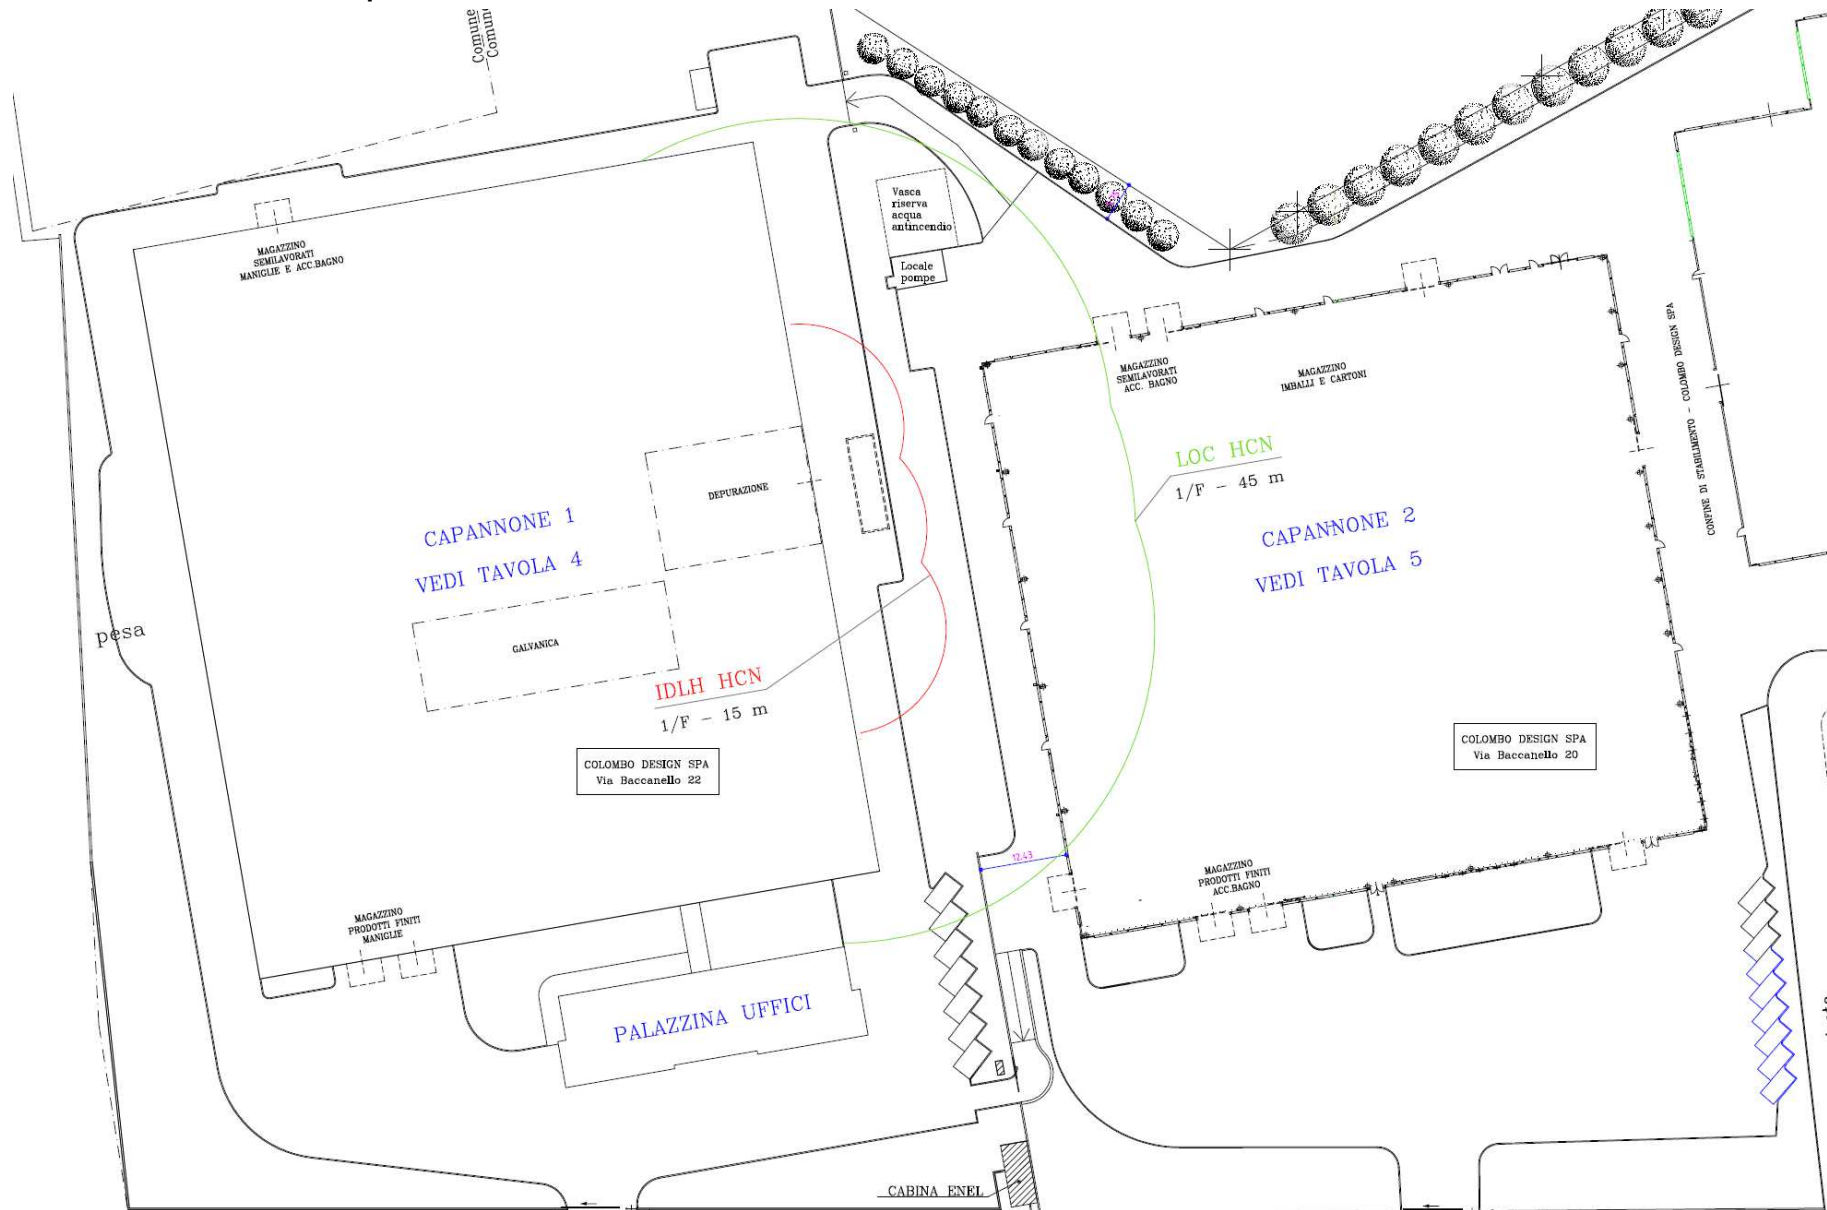 Comune
Comune
MAGAZZINO
SEMILAVORATI
MANIGLIE E ACC.BAGNO
Vasca
riserva
acqua
antincendio
Locale
pompe
MAGAZZINO
SEMILAVORATI
ACC. BAGNO
MAGAZZINO
IMBALLI E CARTONI
CONFINE DI STABILIMENTO - COLOMBO DESIGN SPA
LOC HCN
1/F - 45 m
DEPURAZIONE
CAPANNONE 1
VEDI TAVOLA 4
CAPANNONE 2
VEDI TAVOLA 5
pesa
GALVANICA
IDLH HCN
1/F - 15 m
COLOMBO DESIGN SPA
Via Baccanello 22
COLOMBO DESIGN SPA
Via Baccanello 20
12.43
MAGAZZINO
PRODOTTI FINITI
ACC.BAGNO
MAGAZZINO
PRODOTTI FINITI
MANIGLIE
PALAZZINA UFFICI
CABINA ENEL